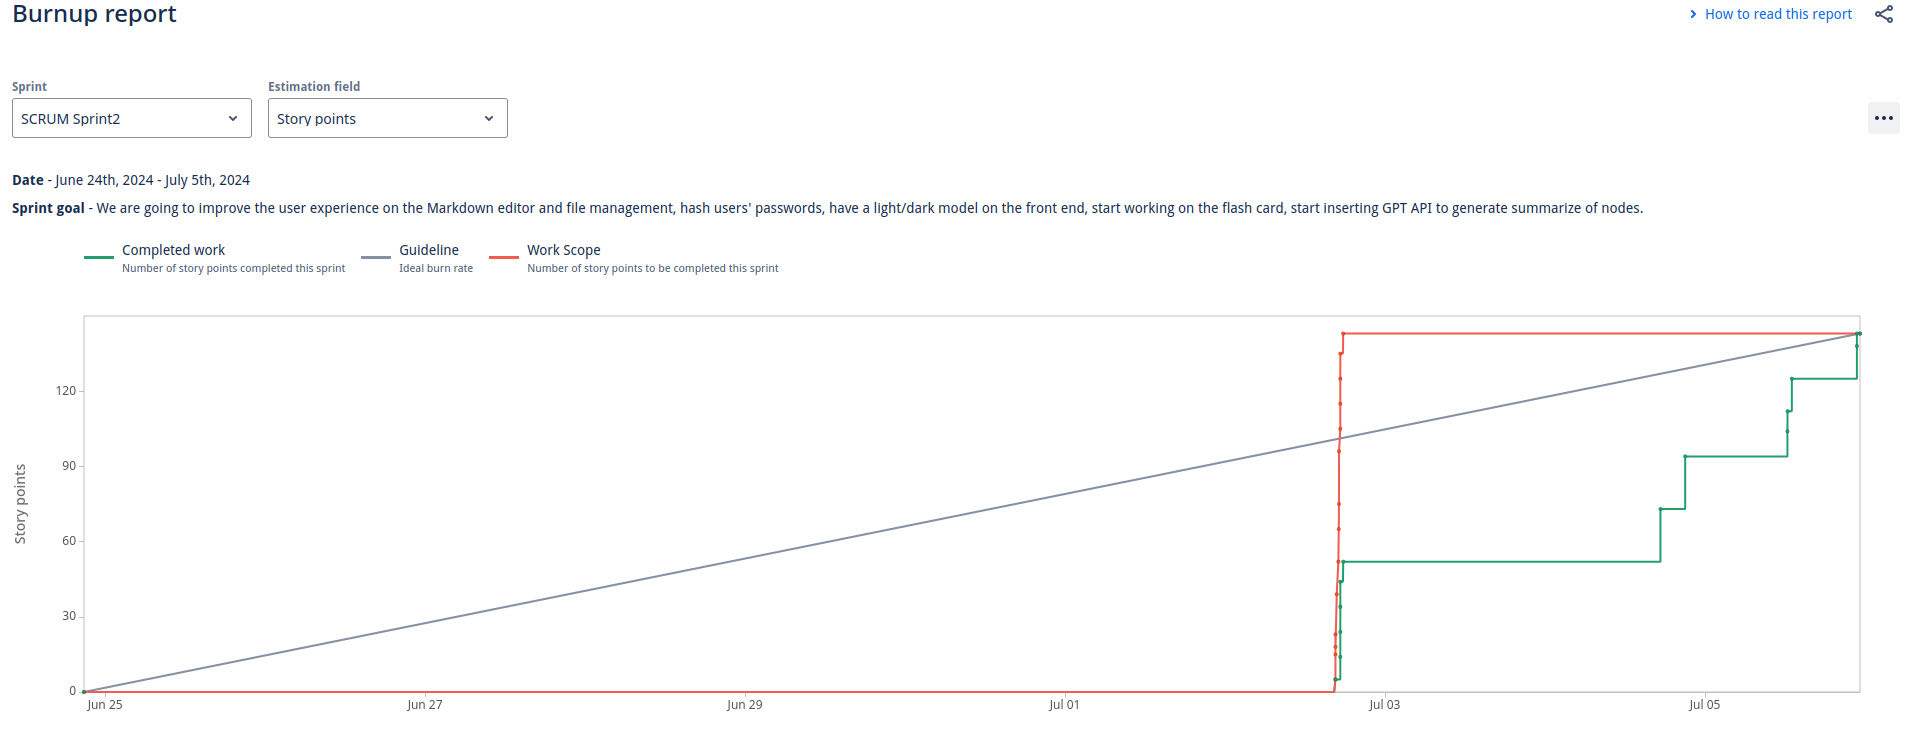 Burnup report
How to read this report
Sprint
Estimation field
SCRUM Sprint2
Story points
Date - June 24th, 2024 - July 5th, 2024
Sprint goal - We are going to improve the user experience on the Markdown editor and file management, hash users' passwords, have a light/dark model on the front end, start working on the flash card, start inserting GPT API to generate summarize of nodes.
Completed work
Number of story points completed this sprint
Guideline
Ideal burn rate
Work Scope
Number of story points to be completed this sprint
Story points
120
90
60
30
0
Jun 25
Jun 27
Jun 29
Jul 01
Jul 03
Jul 05